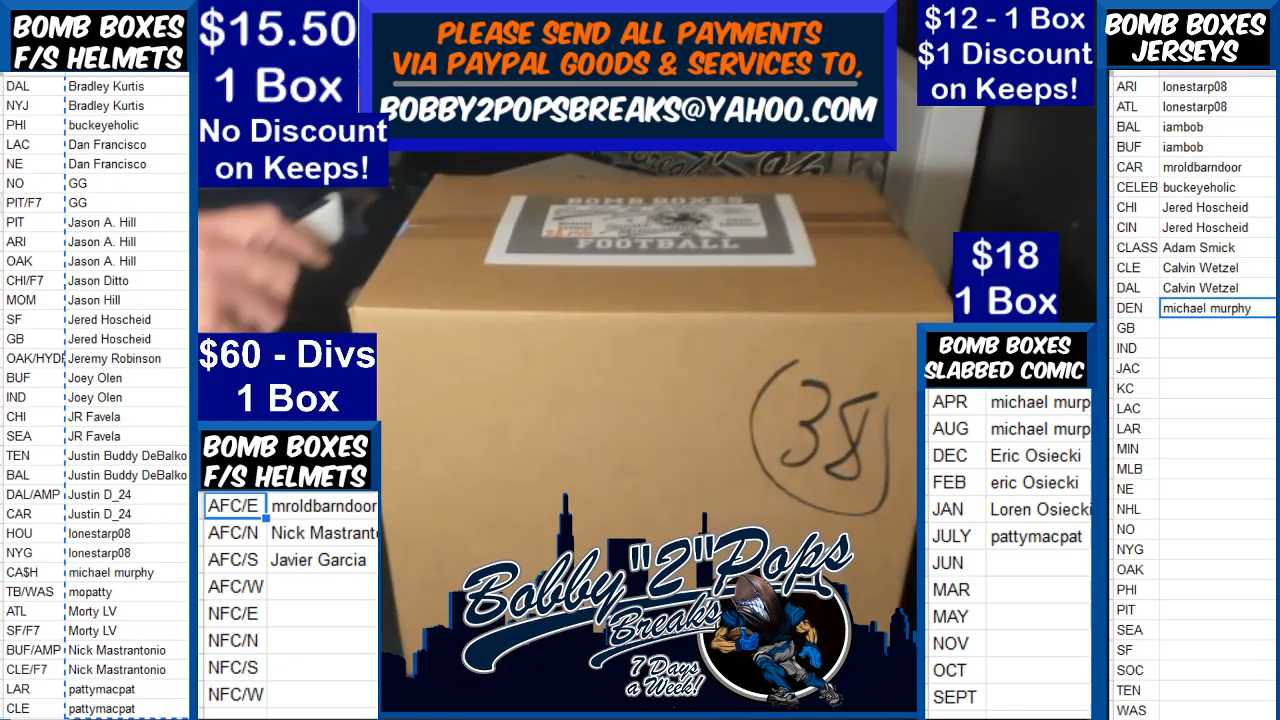 BOMB BOXES
F/S HELMETS
DAL Bradley Kurtis
NYJ Bradley Kurtis
PHI buckeyeholic
LAC Dan Francisco
NE Dan Francisco
NO GG
PIT/F7 GG
PIT Jason A. Hill
ARI Jason A. Hill
OAK Jason A. Hill
CHI/F7 Jason Ditto
MOM Jason Hill
SF Jered Hoscheid
GB Jered Hoscheid
OAK/HYDR Jeremy Robinson
BUF Joey Olen
IND Joey Olen
CHI JR Favela
SEA JR Favela
TEN Justin Buddy DeBalko
BAL Justin Buddy DeBalko
DAL/AMP Justin D_24
CAR Justin D_24
HOU lonestarp08
NYG lonestarp08
CA$H michael murphy
TB/WAS mopatty
ATL Morty LV
SF/F7 Morty LV
BUF/AMP Nick Mastrantonio
CLE/F7 Nick Mastrantonio
LAR pattymacpat
CLE pattymacpat
$15.50
1 Box
No Discount
on Keeps!
PLEASE SEND ALL PAYMENTS
VIA PAYPAL GOODS & SERVICES TO,
BOBBY2POPSBREAKS@YAHOO.COM
$12 - 1 Box
$1 Discount
on Keeps!
BOMB BOXES
FOOTBALL
38
$60 - Divs
1 Box
BOMB BOXES
F/S HELMETS
AFC/E mroldbarndoor
AFC/N Nick Mastranto
AFC/S Javier Garcia
AFC/W
NFC/E
NFC/N
NFC/S
NFC/W
Bobby "2" Pops
Breaks
7 Days
a Week!
$18
1 Box
BOMB BOXES
SLABBED COMIC
APR michael murp
AUG michael murp
DEC Eric Osiecki
FEB eric Osiecki
JAN Loren Osiecki
JULY pattymacpat
JUN
MAR
MAY
NOV
OCT
SEPT
BOMB BOXES
JERSEYS
ARI lonestarp08
ATL lonestarp08
BAL iambob
BUF iambob
CAR mroldbarndoor
CELEB buckeyeholic
CHI Jered Hoscheid
CIN Jered Hoscheid
CLASS Adam Smick
CLE Calvin Wetzel
DAL Calvin Wetzel
DEN michael murphy
GB
IND
JAC
KC
LAC
LAR
MIN
MLB
NE
NHL
NO
NYG
OAK
PHI
PIT
SEA
SF
SOC
TEN
WAS